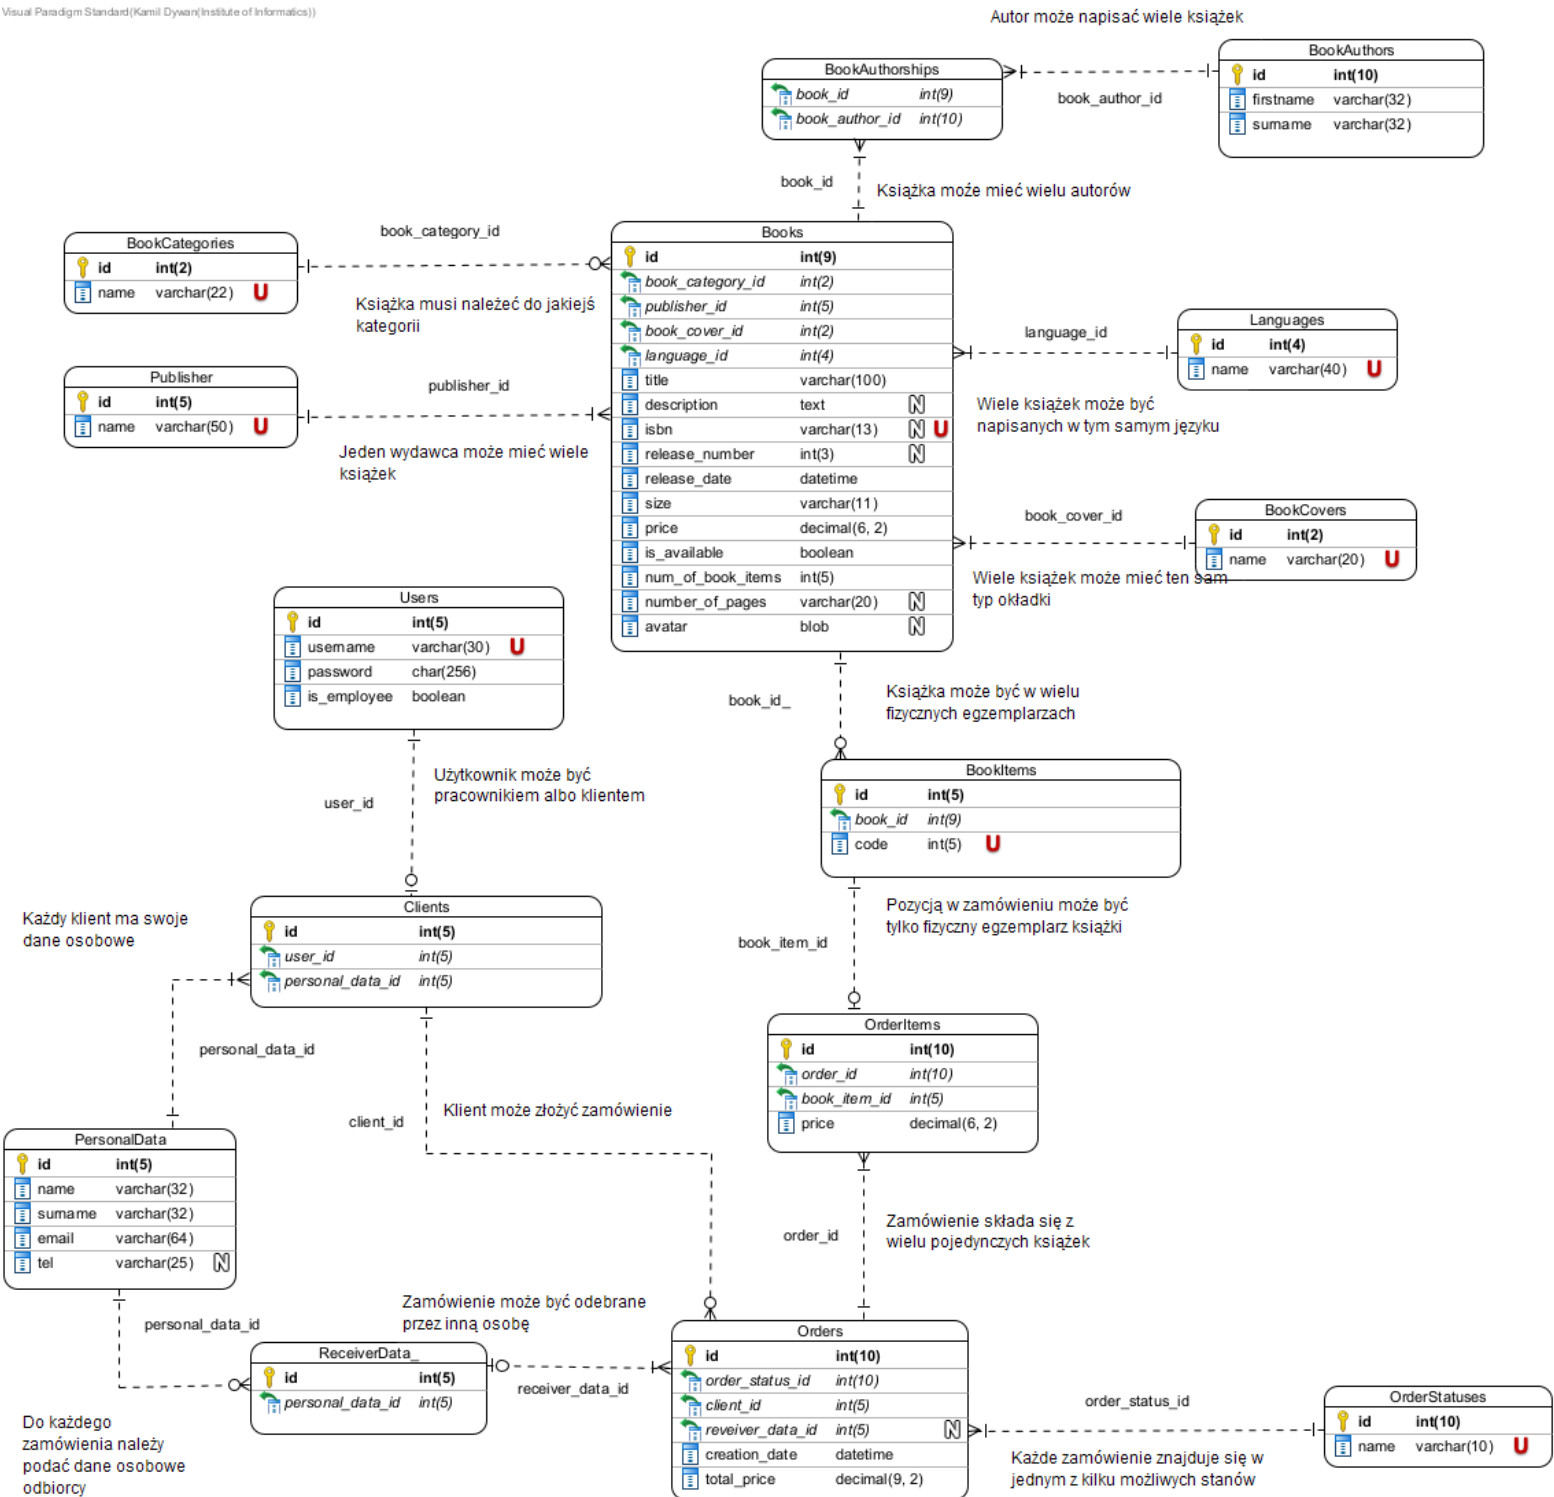 Visual Paradigm Standard(Kamil Dywan(Institute of Informatics))
Autor może napisać wiele książek
BookAuthorships
book_id int(9)
book_author_id int(10)
book_author_id
BookAuthors
id int(10)
firstname varchar(32)
surname varchar(32)
book_id
Książka może mieć wielu autorów
BookCategories
id int(2)
name varchar(22) U
book_category_id
Książka musi należeć do jakiejś
kategorii
Publisher
id int(5)
name varchar(50) U
publisher_id
Jeden wydawca może mieć wiele
książek
Books
id int(9)
book_category_id int(2)
publisher_id int(5)
book_cover_id int(2)
language_id int(4)
title varchar(100)
description text N
isbn varchar(13) N U
release_number int(3) N
release_date datetime
size varchar(11)
price decimal(6, 2)
is_available boolean
num_of_book_items int(5)
number_of_pages varchar(20) N
avatar blob N
language_id
Languages
id int(4)
name varchar(40) U
Wiele książek może być
napisanych w tym samym języku
book_cover_id
BookCovers
id int(2)
name varchar(20) U
Wiele książek może mieć ten sam
typ okładki
Users
id int(5)
username varchar(30) U
password char(256)
is_employee boolean
book_id_
Książka może być w wielu
fizycznych egzemplarzach
user_id
Użytkownik może być
pracownikiem albo klientem
BookItems
id int(5)
book_id int(9)
code int(5) U
Każdy klient ma swoje
dane osobowe
Clients
id int(5)
user_id int(5)
personal_data_id int(5)
book_item_id
Pozycją w zamówieniu może być
tylko fizyczny egzemplarz książki
personal_data_id
client_id
Klient może złożyć zamówienie
OrderItems
id int(10)
order_id int(10)
book_item_id int(5)
price decimal(6, 2)
PersonalData
id int(5)
name varchar(32)
surname varchar(32)
email varchar(64)
tel varchar(25) N
order_id
Zamówienie składa się z
wielu pojedynczych książek
personal_data_id
Zamówienie może być odebrane
przez inną osobę
ReceiverData_
id int(5)
personal_data_id int(5)
receiver_data_id
Orders
id int(10)
order_status_id int(10)
client_id int(5)
reveiver_data_id int(5) N
creation_date datetime
total_price decimal(9, 2)
order_status_id
OrderStatuses
id int(10)
name varchar(10) U
Każde zamówienie znajduje się w
jednym z kilku możliwych stanów
Do każdego
zamówienia należy
podać dane osobowe
odbiorcy